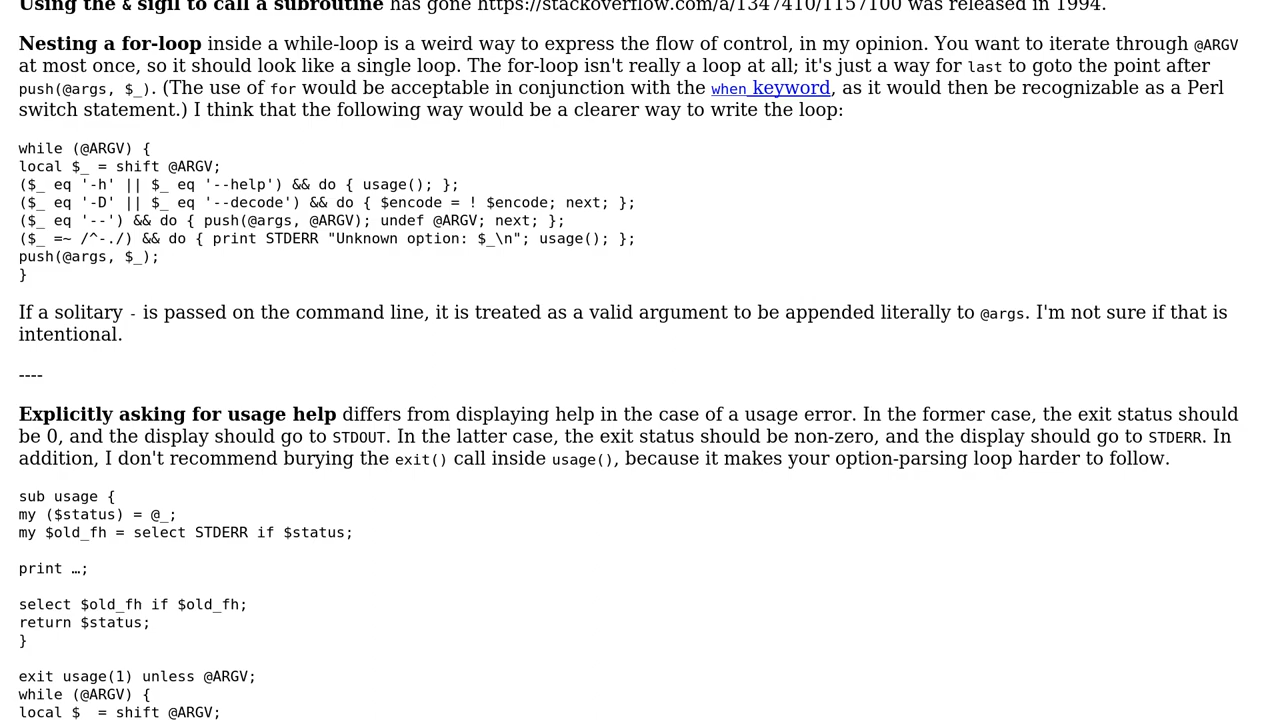 Using the & sigil to call a subroutine has gone https://stackoverflow.com/a/1347410/1157100 was released in 1994.
Nesting a for-loop inside a while-loop is a weird way to express the flow of control, in my opinion. You want to iterate through @ARGV
at most once, so it should look like a single loop. The for-loop isn't really a loop at all; it's just a way for last to goto the point after
push(@args, $_). (The use of for would be acceptable in conjunction with the when keyword, as it would then be recognizable as a Perl
switch statement.) I think that the following way would be a clearer way to write the loop:
while (@ARGV) {
local $_ = shift @ARGV;
($_ eq '-h' || $_ eq '--help') && do { usage(); };
($_ eq '-D' || $_ eq '--decode') && do { $encode = ! $encode; next; };
($_ eq '--') && do { push(@args, @ARGV); undef @ARGV; next; };
($_ =~ /^-./) && do { print STDERR "Unknown option: $_\n"; usage(); };
push(@args, $_);
}
If a solitary - is passed on the command line, it is treated as a valid argument to be appended literally to @args. I'm not sure if that is
intentional.
----
Explicitly asking for usage help differs from displaying help in the case of a usage error. In the former case, the exit status should
be 0, and the display should go to STDOUT. In the latter case, the exit status should be non-zero, and the display should go to STDERR. In
addition, I don't recommend burying the exit() call inside usage(), because it makes your option-parsing loop harder to follow.
sub usage {
my ($status) = @_;
my $old_fh = select STDERR if $status;
print …;
select $old_fh if $old_fh;
return $status;
}
exit usage(1) unless @ARGV;
while (@ARGV) {
local $_ = shift @ARGV;